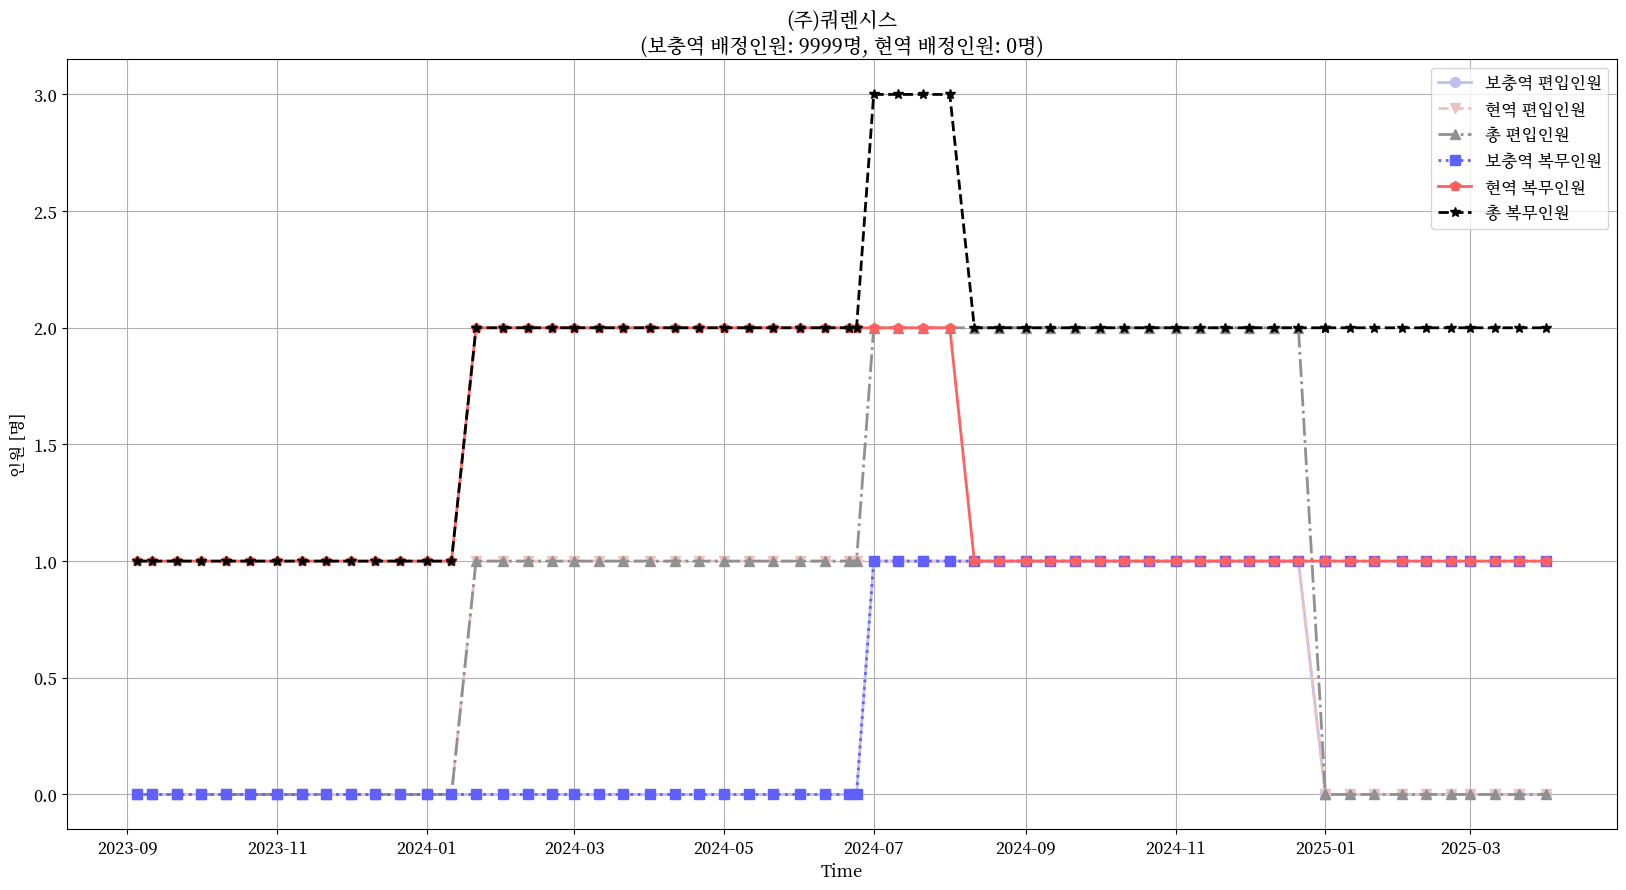 (주)쿼렌시스
(보충역 배정인원: 9999명, 현역 배정인원: 0명)
보충역 편입인원
현역 편입인원
총 편입인원
보충역 복무인원
현역 복무인원
총 복무인원
인원 [명]
3.0
2.5
2.0
1.5
1.0
0.5
0.0
2023-09 2023-11 2024-01 2024-03 2024-05 2024-07 2024-09 2024-11 2025-01 2025-03
Time